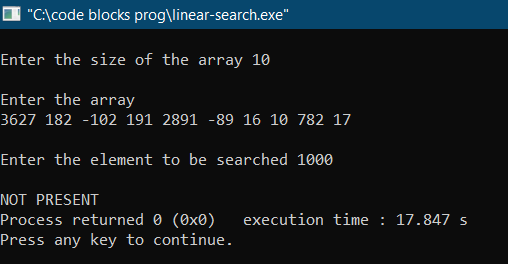 "C:\code blocks prog\linear-search.exe"
Enter the size of the array 10
Enter the array
3627 182 -102 191 2891 -89 16 10 782 17
Enter the element to be searched 1000
NOT PRESENT
Process returned 0 (0x0)   execution time : 17.847 s
Press any key to continue.